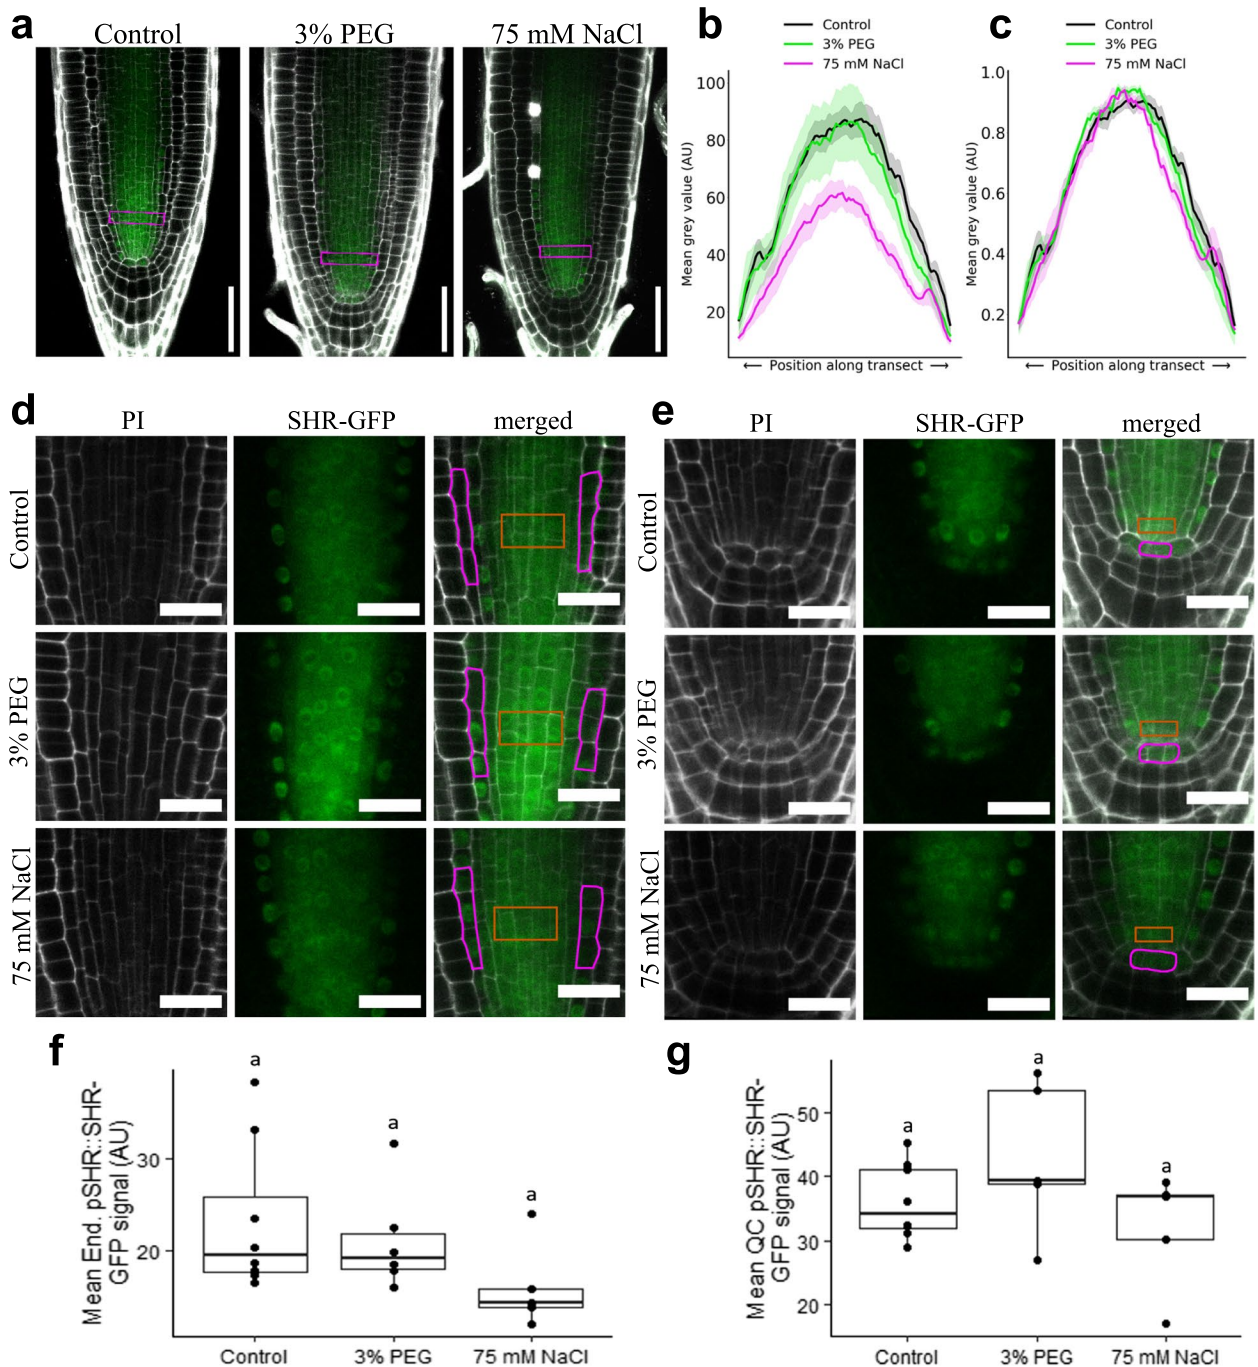 a
Control 3% PEG 75 mM NaCl
b
Control
3% PEG
75 mM NaCl
100
80
60
40
20
Mean grey value (AU)
← Position along transect →
c
Control
3% PEG
75 mM NaCl
1.0
0.8
0.6
0.4
0.2
Mean grey value (AU)
← Position along transect →
d
PI SHR-GFP merged
Control
3% PEG
75 mM NaCl
e
PI SHR-GFP merged
Control
3% PEG
75 mM NaCl
f
Mean End. pSHR::SHR-
GFP signal (AU)
30
20
a a a
Control 3% PEG 75 mM NaCl
g
Mean QC pSHR::SHR-
GFP signal (AU)
50
40
30
20
a a a
Control 3% PEG 75 mM NaCl